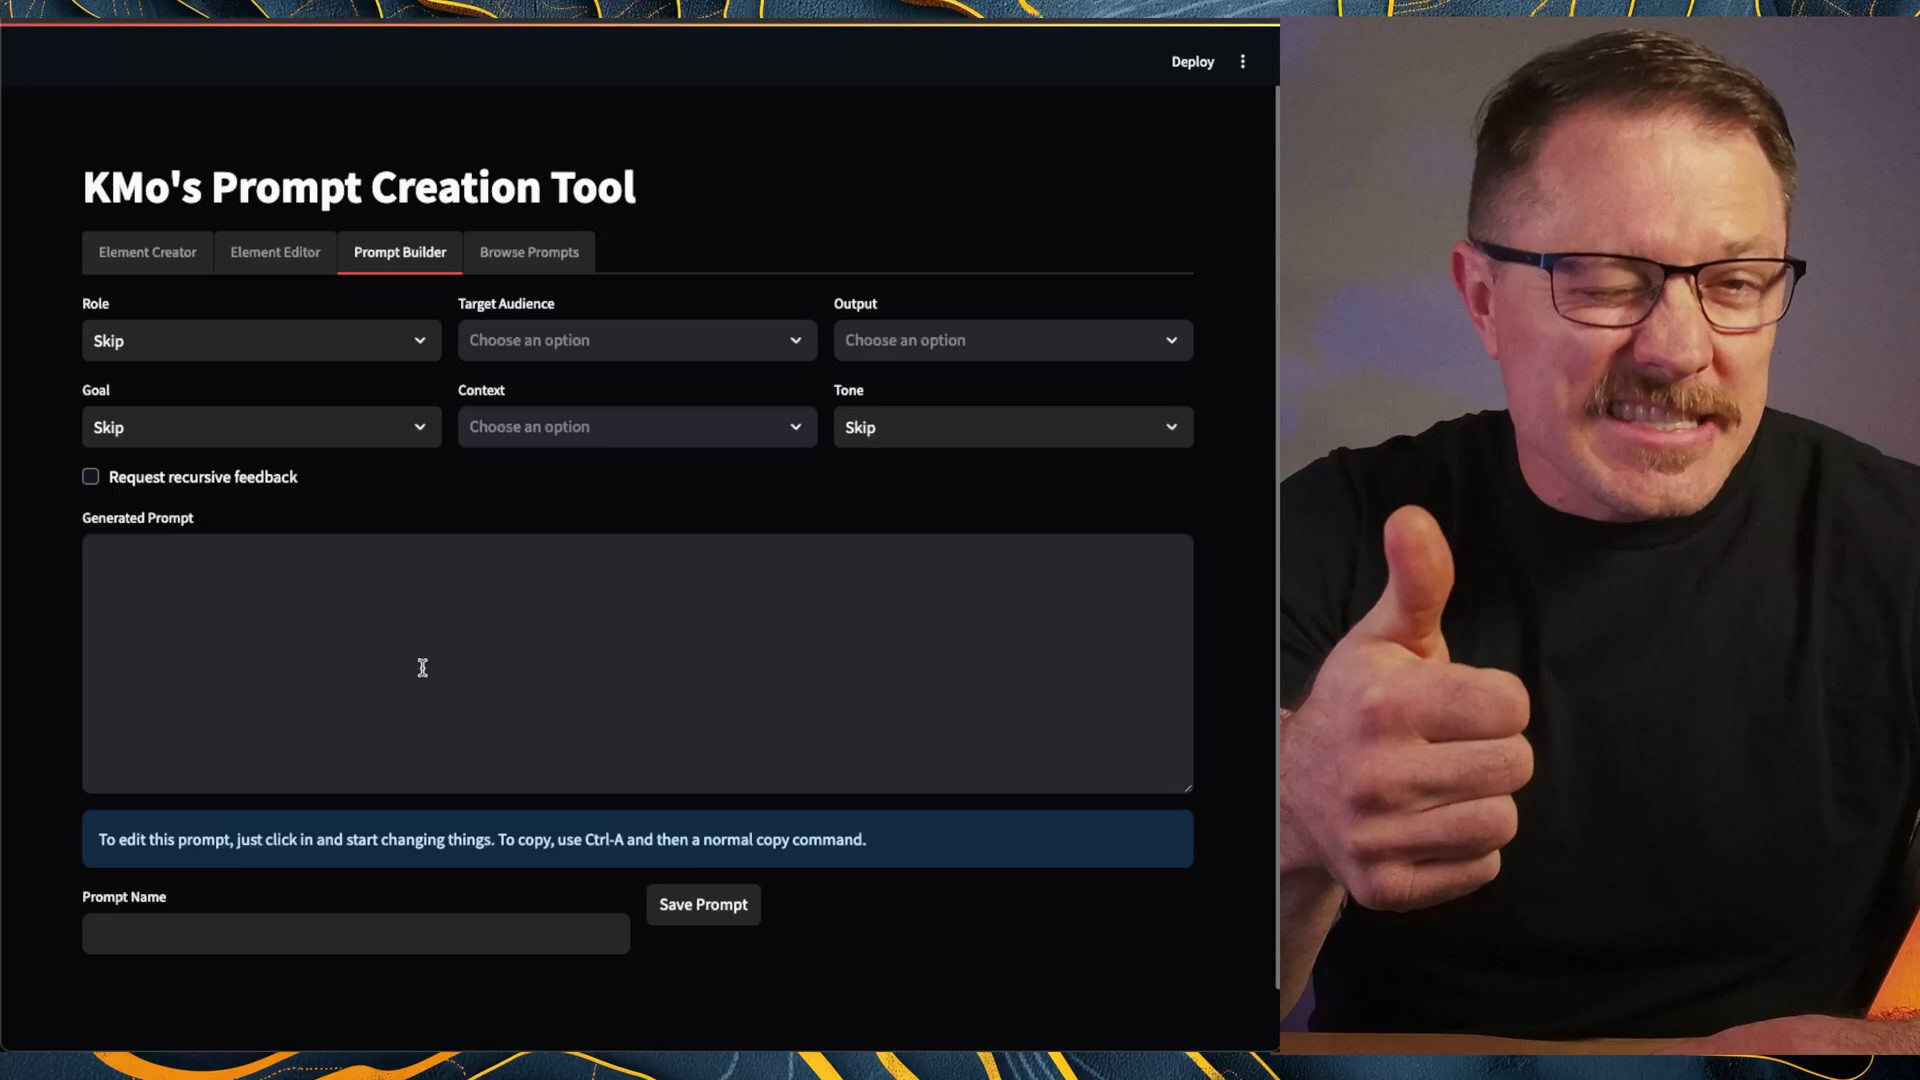 Deploy
KMo's Prompt Creation Tool
Element Creator Element Editor Prompt Builder Browse Prompts
Role Target Audience Output
Skip Choose an option Choose an option
Goal Context Tone
Skip Choose an option Skip
Request recursive feedback
Generated Prompt
To edit this prompt, just click in and start changing things. To copy, use Ctrl-A and then a normal copy command.
Prompt Name
Save Prompt